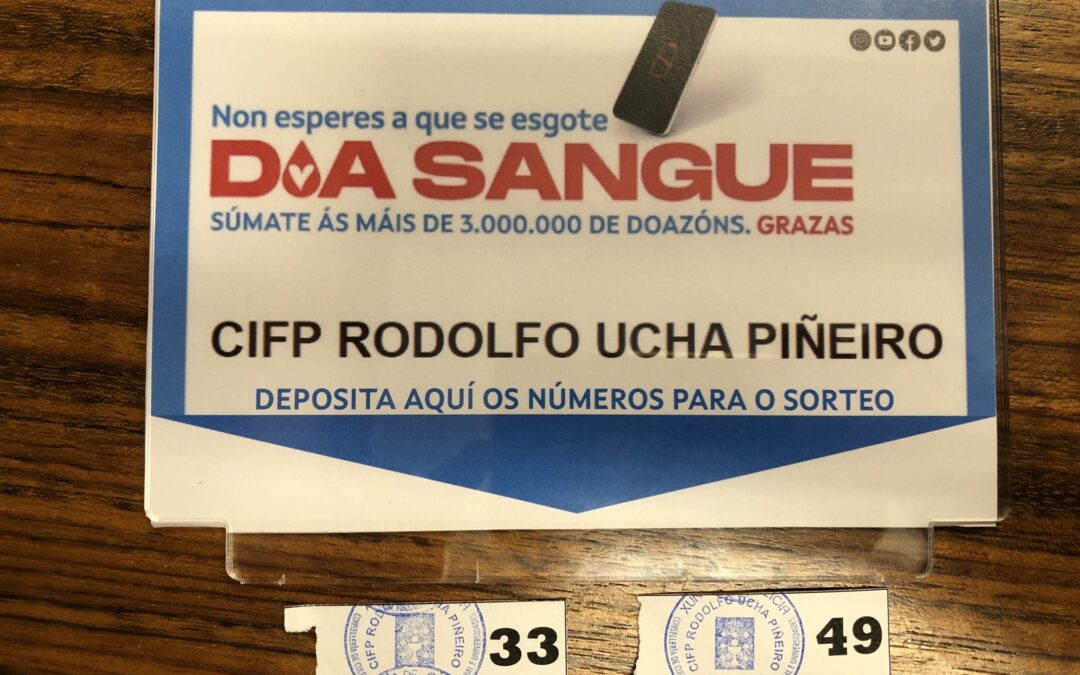 Non esperes a que se esgote
DOA SANGUE
SÚMATE ÁS MÁIS DE 3.000.000 DE DOAZÓNS. GRAZAS
CIFP RODOLFO UCHA PIÑEIRO
DEPOSITA AQUÍ OS NÚMEROS PARA O SORTEO
CIFP RODOLFO UCHA PIÑEIRO
33
CIFP RODOLFO UCHA PIÑEIRO
49